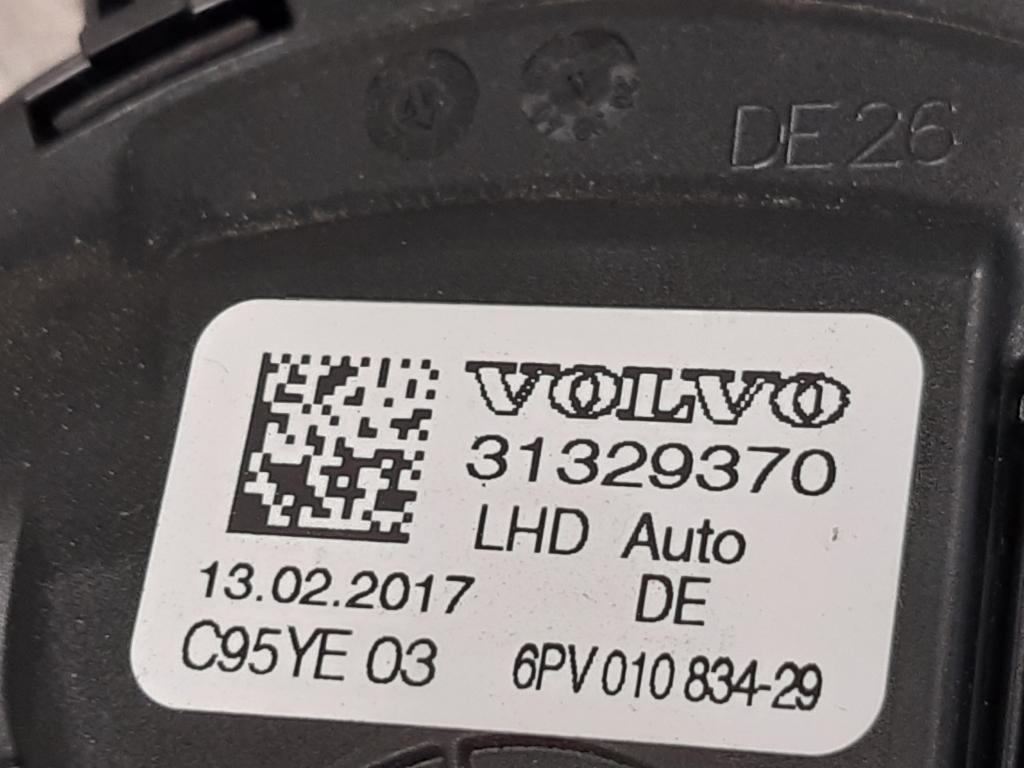 DE26
VOLVO
31329370
LHD Auto
13.02.2017 DE
C95YE 03 6PV 010 834-29